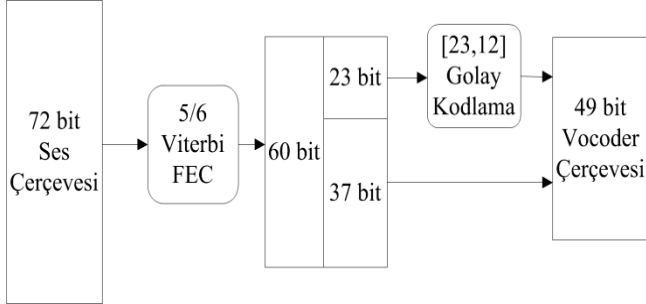 72 bit
Ses
Çerçevesi
5/6
Viterbi
FEC
60 bit
23 bit
37 bit
[23,12]
Golay
Kodlama
49 bit
Vocoder
Çerçevesi